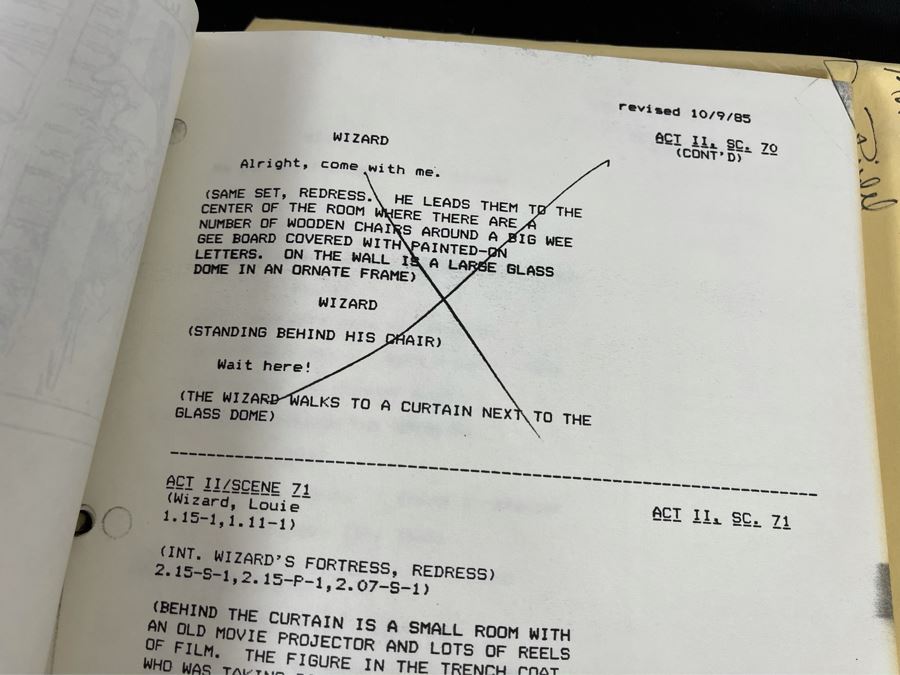 revised 10/9/85
WIZARD
ACT II, SC. 70
(CONT'D)
Alright, come with me.
(SAME SET, REDRESS. HE LEADS THEM TO THE
CENTER OF THE ROOM WHERE THERE ARE A
NUMBER OF WOODEN CHAIRS AROUND A BIG WEE
GEE BOARD COVERED WITH PAINTED-ON
LETTERS. ON THE WALL IS A LARGE GLASS
DOME IN AN ORNATE FRAME)
WIZARD
(STANDING BEHIND HIS CHAIR)
Wait here!
(THE WIZARD WALKS TO A CURTAIN NEXT TO THE
GLASS DOME)
ACT II/SCENE 71
(Wizard, Louie
1.15-1,1.11-1)
ACT II, SC. 71
(INT. WIZARD'S FORTRESS, REDRESS)
2.15-S-1,2.15-P-1,2.07-S-1)
(BEHIND THE CURTAIN IS A SMALL ROOM WITH
AN OLD MOVIE PROJECTOR AND LOTS OF REELS
OF FILM. THE FIGURE IN THE TRENCH COAT
WHO WAS TAKING